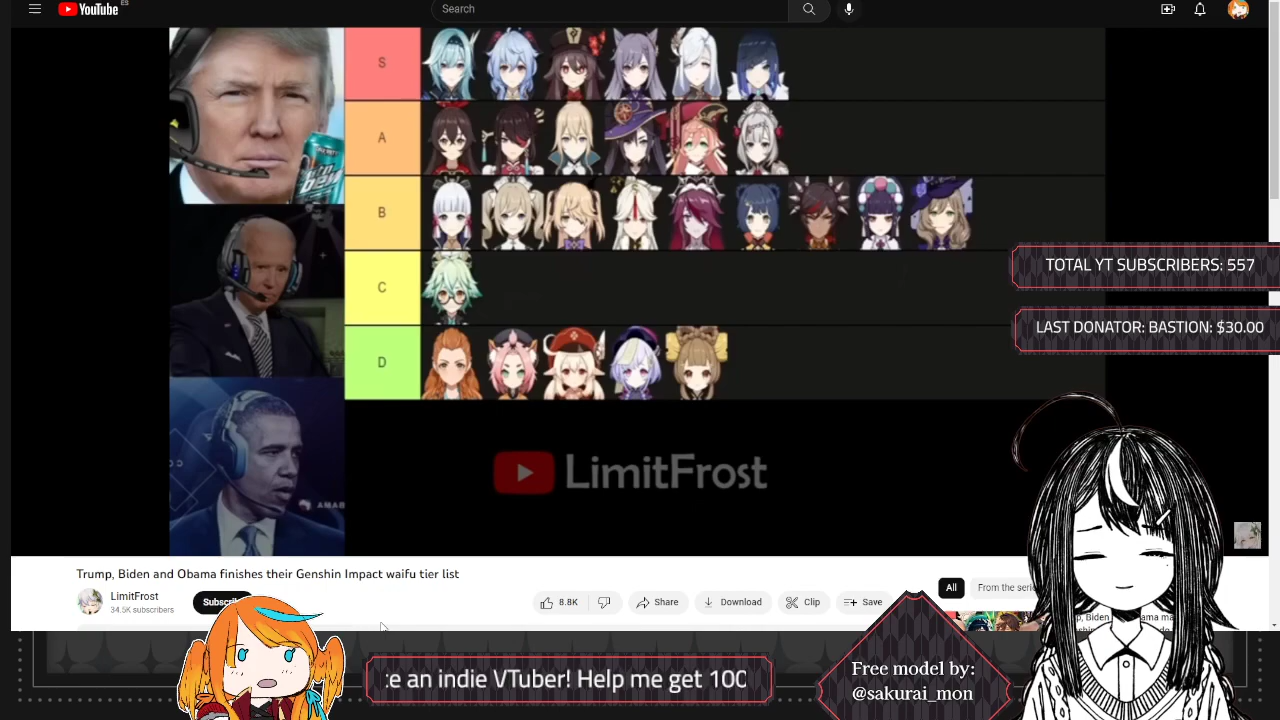 YouTube ES
Search
S
A
B
C
D
TOTAL YT SUBSCRIBERS: 557
LAST DONATOR: BASTION: $30.00
LimitFrost
Trump, Biden and Obama finishes their Genshin Impact waifu tier list
LimitFrost
34.5K subscribers
8.8K
Share
Download
Clip
Save
All
From the serie
an indie VTuber! Help me get 100
Free model by:
@sakurai_mon